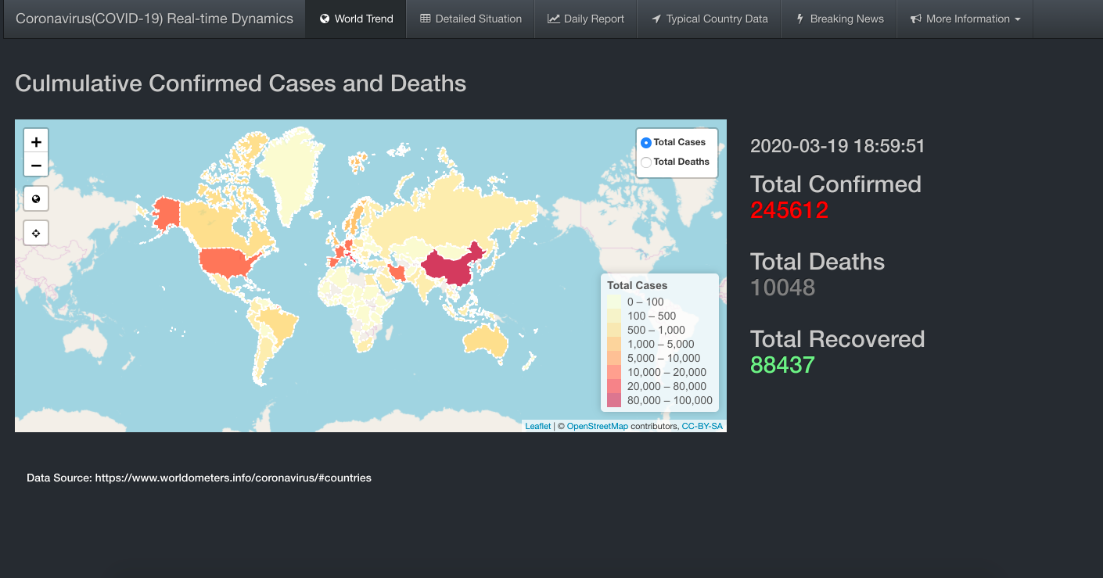 Coronavirus(COVID-19) Real-time Dynamics
World Trend
Detailed Situation
Daily Report
Typical Country Data
Breaking News
More Information
Culmulative Confirmed Cases and Deaths
+
−
Total Cases
Total Deaths
Total Cases
0 – 100
100 – 500
500 – 1,000
1,000 – 5,000
5,000 – 10,000
10,000 – 20,000
20,000 – 80,000
80,000 – 100,000
Leaflet | © OpenStreetMap contributors, CC-BY-SA
2020-03-19 18:59:51
Total Confirmed
245612
Total Deaths
10048
Total Recovered
88437
Data Source: https://www.worldometers.info/coronavirus/#countries